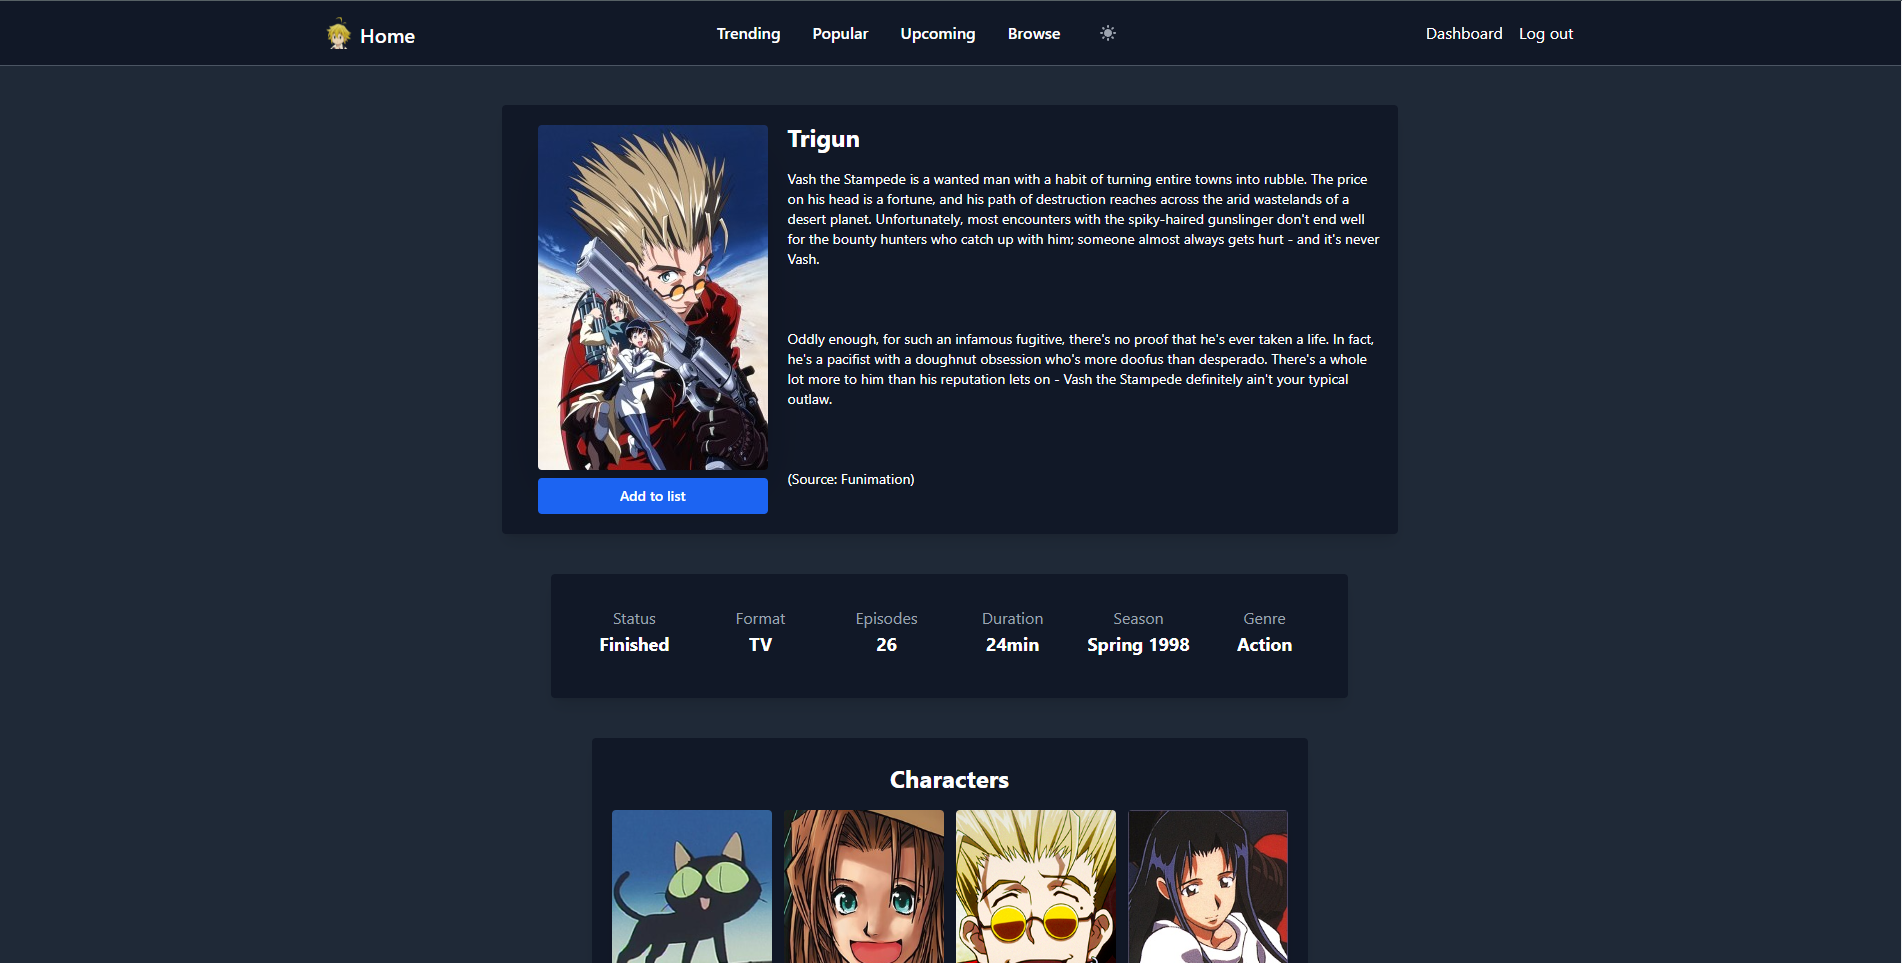 Home
Trending Popular Upcoming Browse
Dashboard Log out
Trigun
Vash the Stampede is a wanted man with a habit of turning entire towns into rubble. The price
on his head is a fortune, and his path of destruction reaches across the arid wastelands of a
desert planet. Unfortunately, most encounters with the spiky-haired gunslinger don't end well
for the bounty hunters who catch up with him; someone almost always gets hurt - and it's never
Vash.
Oddly enough, for such an infamous fugitive, there's no proof that he's ever taken a life. In fact,
he's a pacifist with a doughnut obsession who's more doofus than desperado. There's a whole
lot more to him than his reputation lets on - Vash the Stampede definitely ain't your typical
outlaw.
(Source: Funimation)
Add to list
Status Format Episodes Duration Season Genre
Finished TV 26 24min Spring 1998 Action
Characters